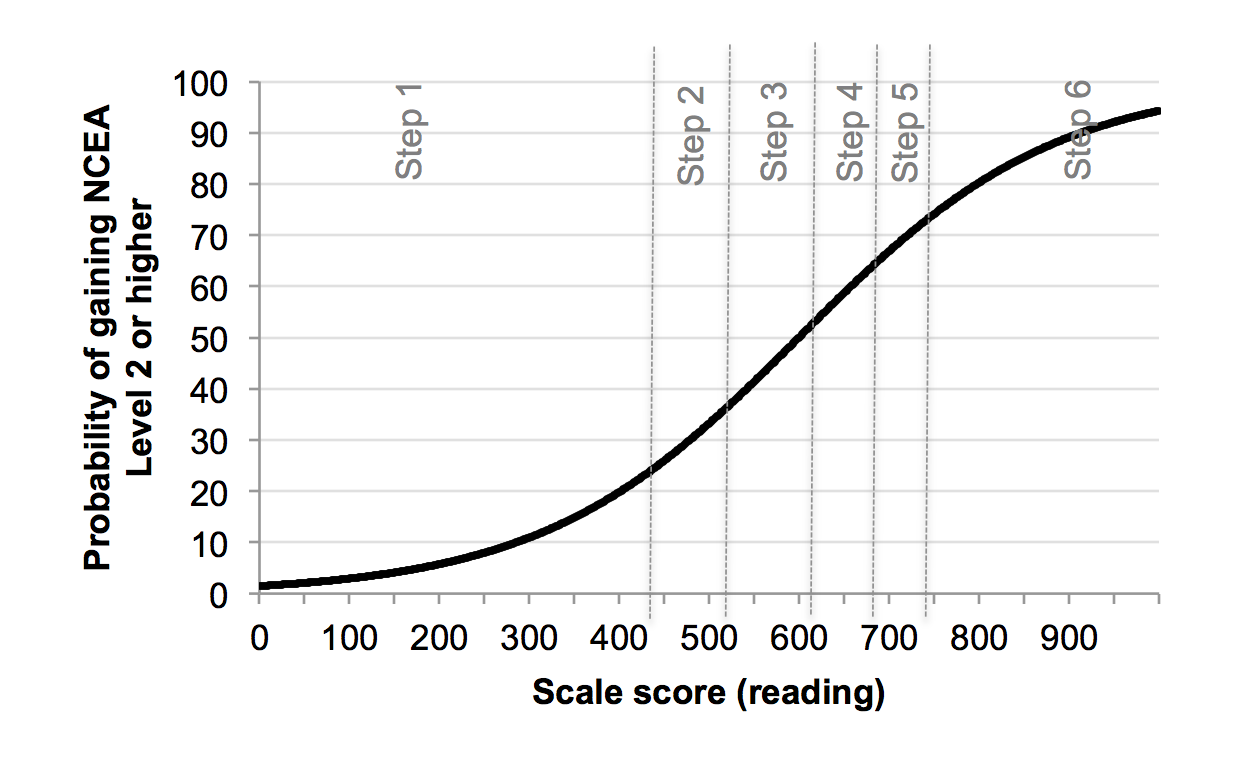 Probability of gaining NCEA
Level 2 or higher
100
90
80
70
60
50
40
30
20
10
0
Step 1
Step 2
Step 3
Step 4
Step 5
Step 6
0 100 200 300 400 500 600 700 800 900
Scale score (reading)